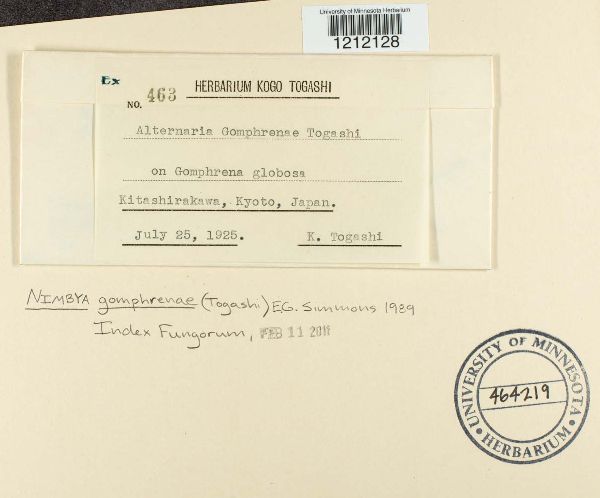 University of Minnesota Herbarium
1212128
Ex
NO. 463 HERBARIUM KOGO TOGASHI
Alternaria Gomphrenae Togashi
on Gomphrena globosa
Kitashirakawa, Kyoto, Japan.
July 25, 1925. K. Togashi
NIMBYA gomphrenae (Togashi) E.G. Simmons 1989
Index Fungorum, FEB 11 2011
UNIVERSITY OF MINNESOTA
464219
HERBARIUM